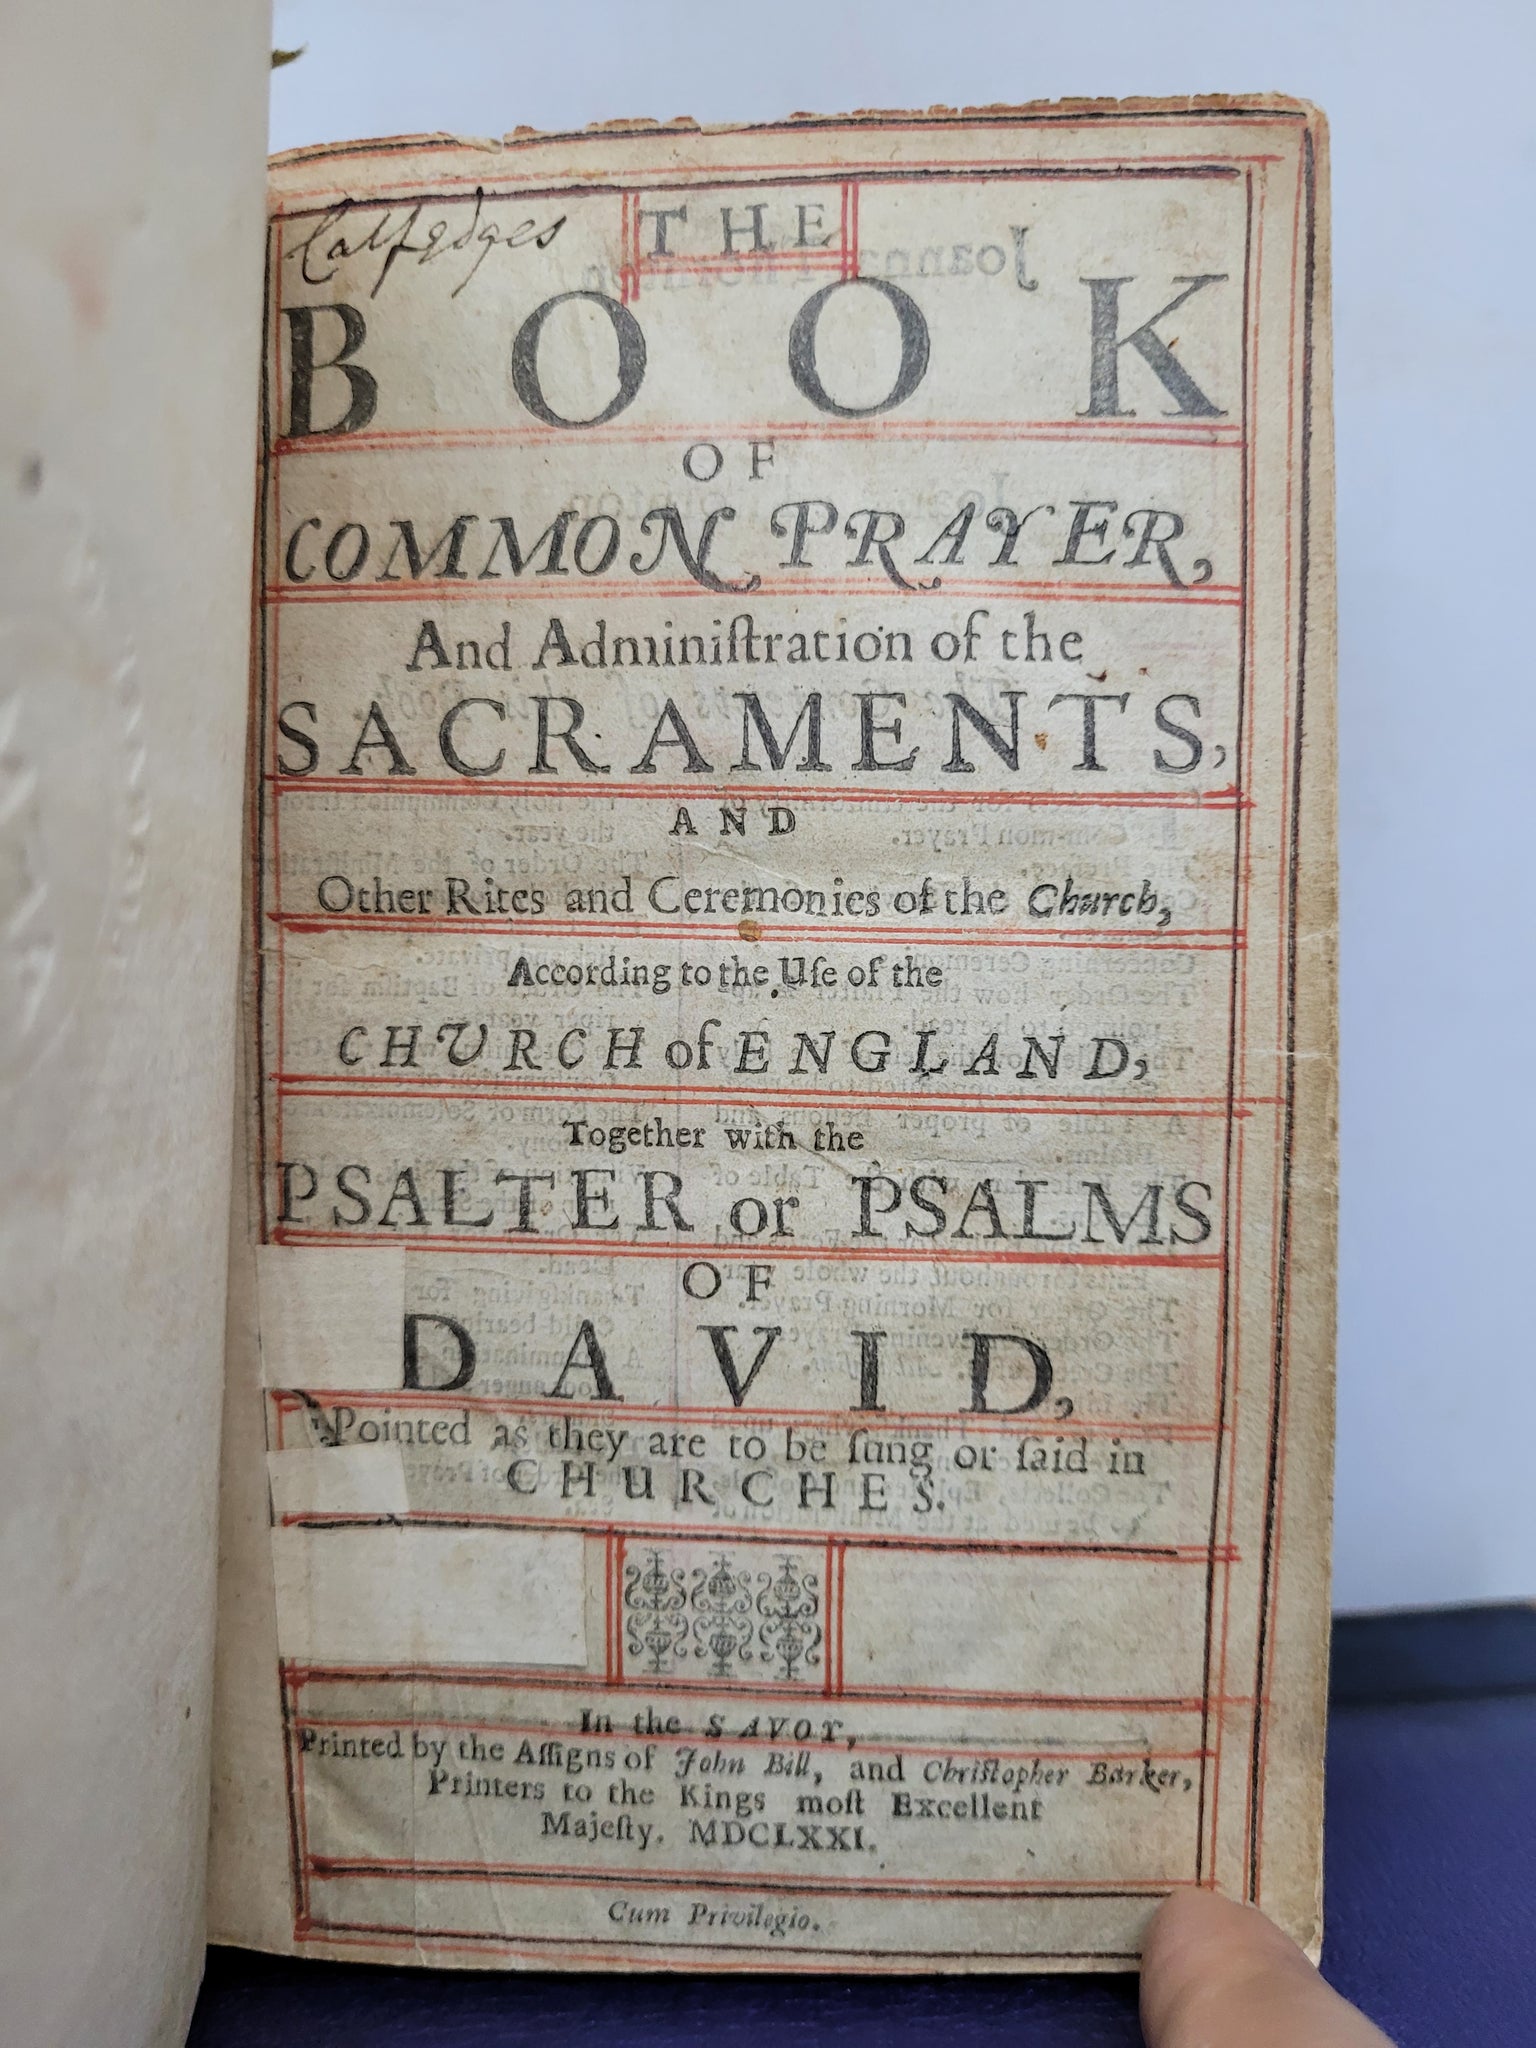 THE
BOOK
OF
COMMON PRAYER,
And Adminiſtration of the
SACRAMENTS,
AND
Other Rites and Ceremonies of the Church,
According to the Uſe of the
CHURCH of ENGLAND,
Together with the
PSALTER or PSALMS
OF
DAVID,
Pointed as they are to be ſung or ſaid in
CHURCHES.
In the SAVOY,
Printed by the Aſſigns of John Bill, and Chriſtopher Barker,
Printers to the Kings moſt Excellent
Majeſty. MDCLXXI.
Cum Privilegio.